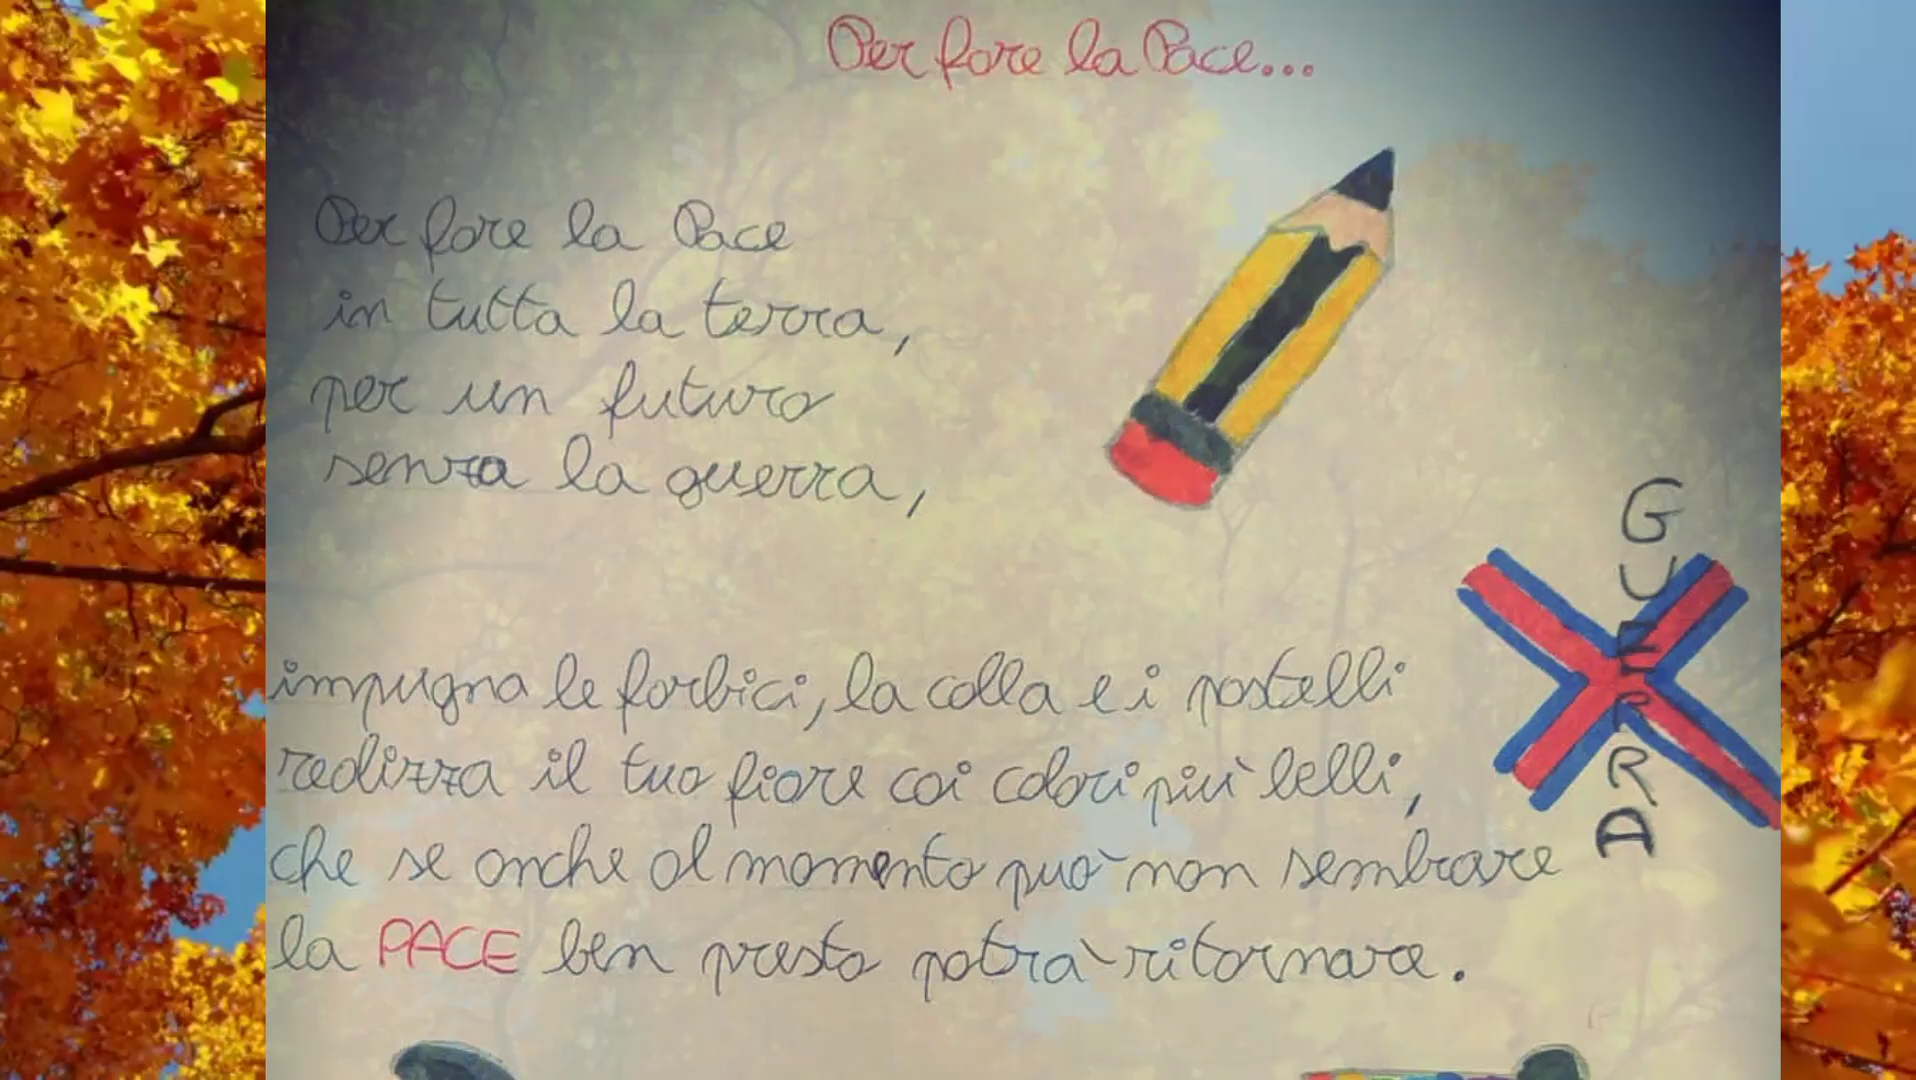 Per fare la Pace...
Per fare la Pace
in tutta la terra,
per un futuro
senza la guerra,
impugna le forbici, la colla e i pastelli
realizza il tuo fiore coi colori più belli,
che se anche al momento può non sembrare
la PACE ben presto potrà ritornare.
GUERRA